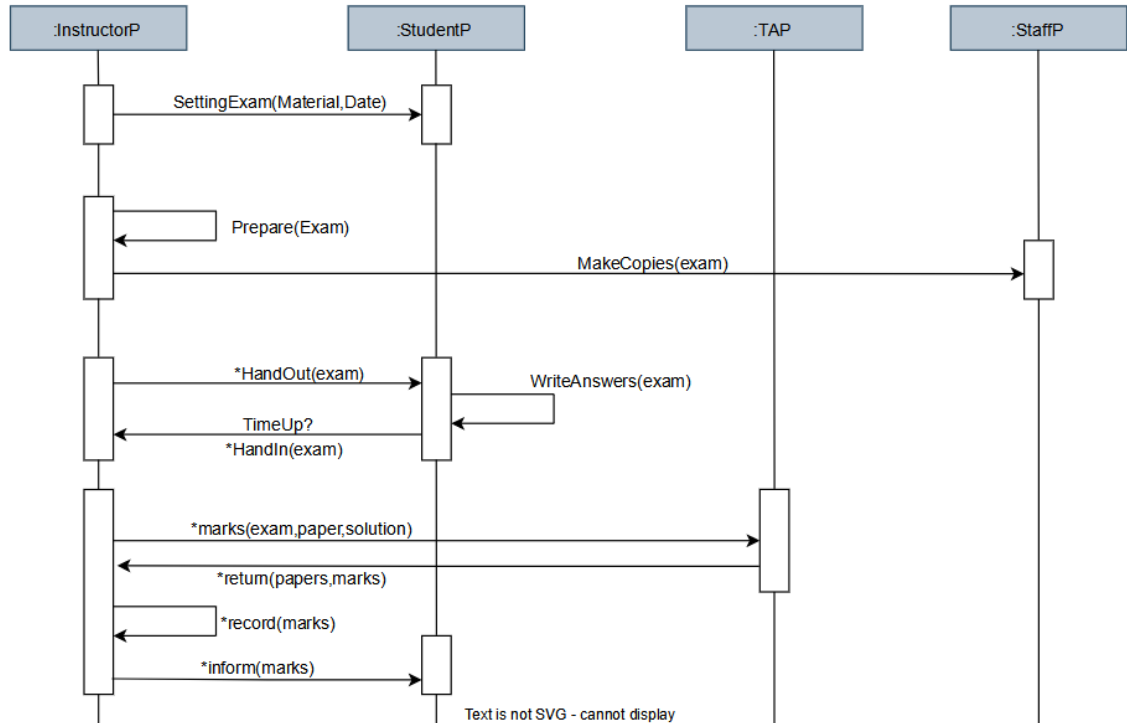 :InstructorP
:StudentP
:TAP
:StaffP
SettingExam(Material,Date)
Prepare(Exam)
MakeCopies(exam)
*HandOut(exam)
WriteAnswers(exam)
TimeUp?
*HandIn(exam)
*marks(exam,paper,solution)
*return(papers,marks)
*record(marks)
*inform(marks)
Text is not SVG - cannot display